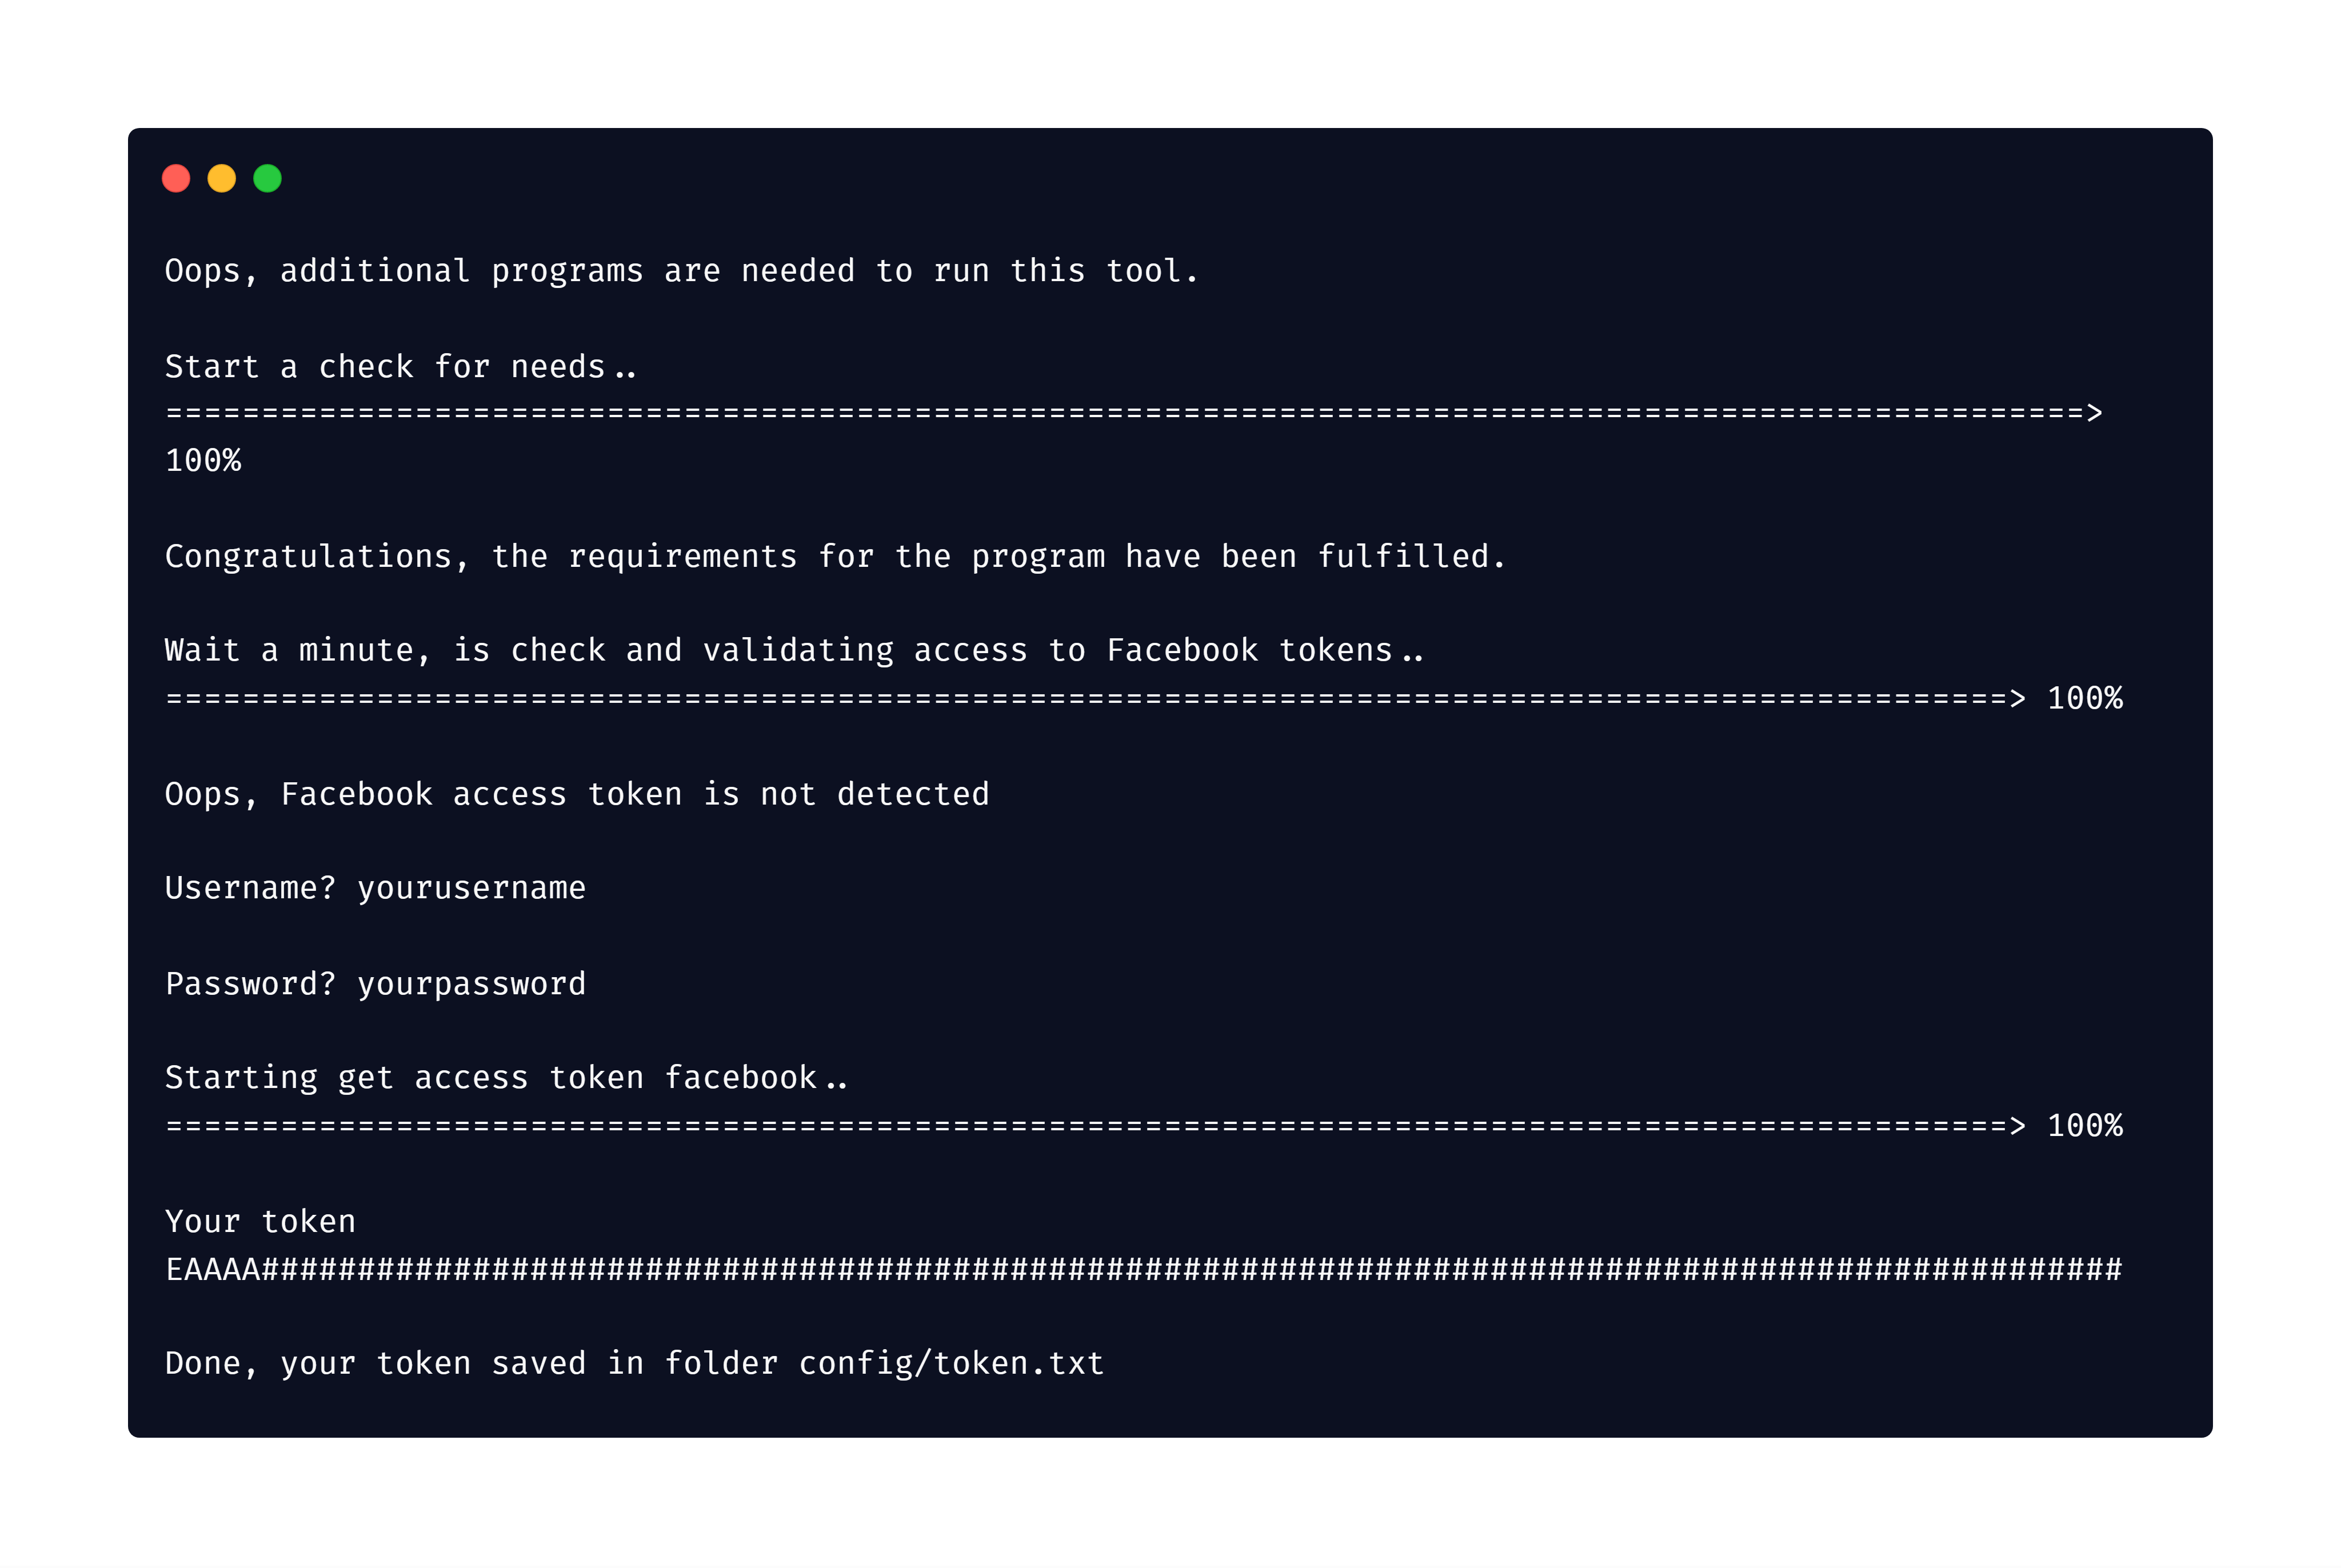 Oops, additional programs are needed to run this tool.
Start a check for needs..
====================================================================================================>
100%
Congratulations, the requirements for the program have been fulfilled.
Wait a minute, is check and validating access to Facebook tokens..
================================================================================================> 100%
Oops, Facebook access token is not detected
Username? yourusername
Password? yourpassword
Starting get access token facebook..
================================================================================================> 100%
Your token
EAAAA#################################################################################################
Done, your token saved in folder config/token.txt